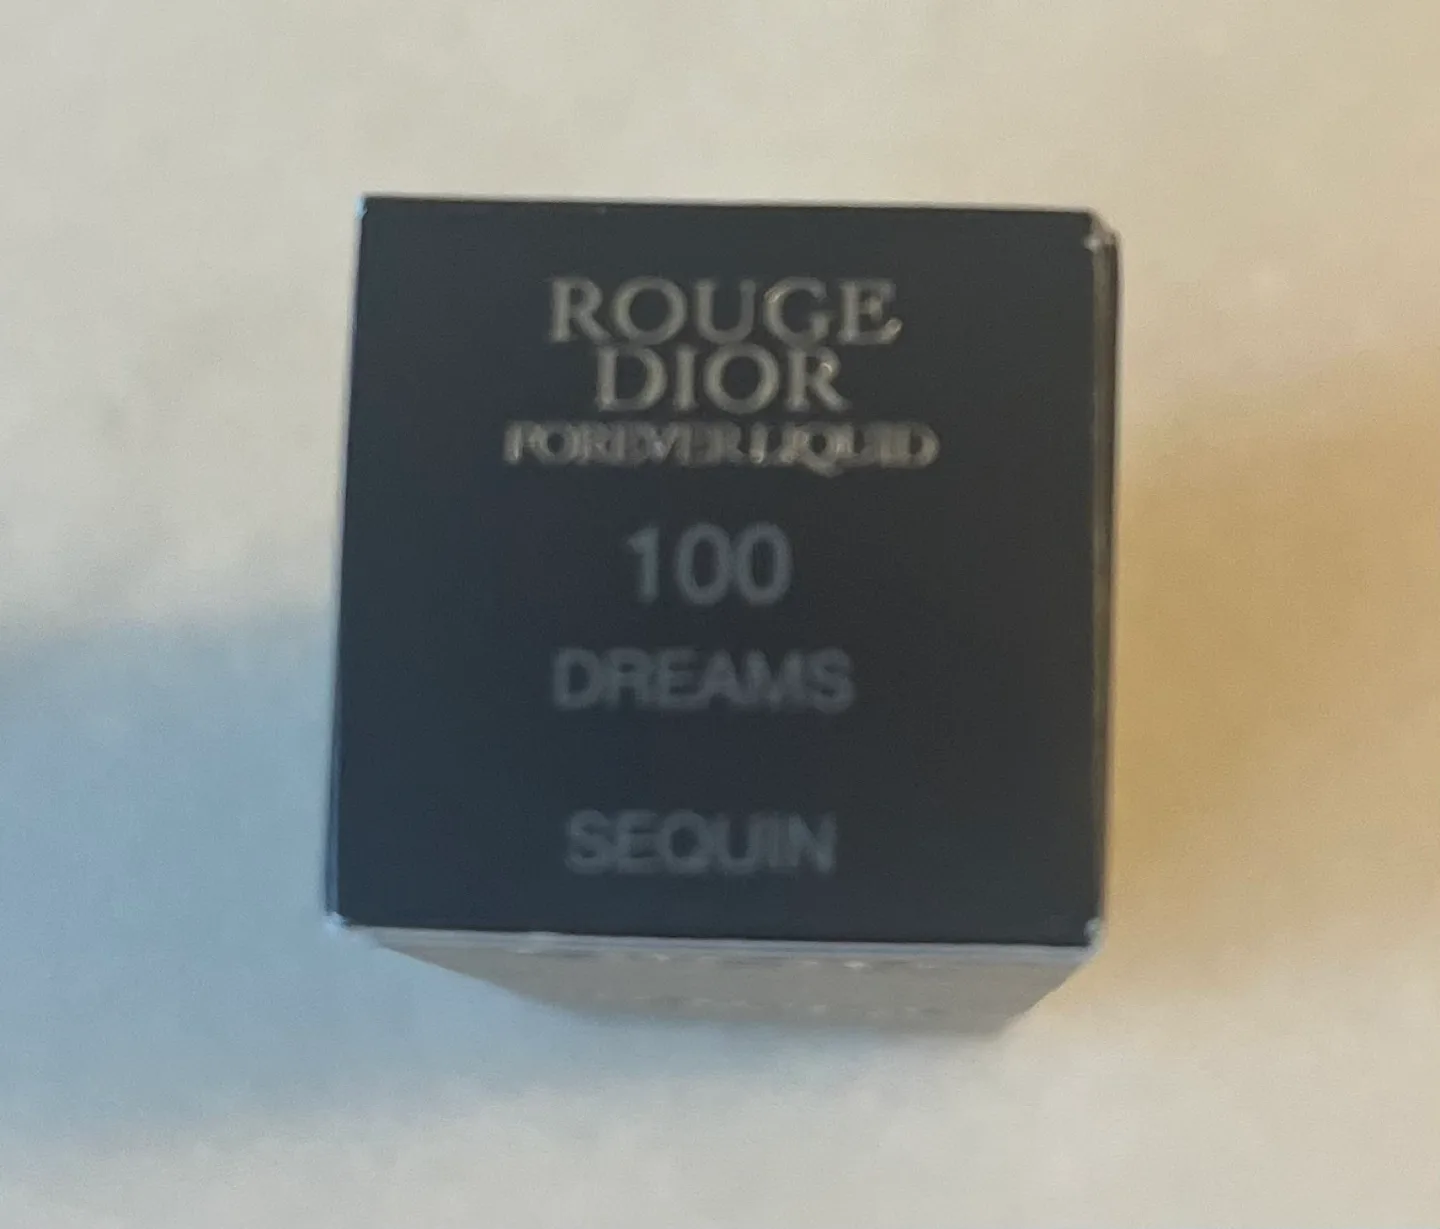 ROUGE
DIOR
FOREVER LIQUID
100
DREAMS
SEQUIN